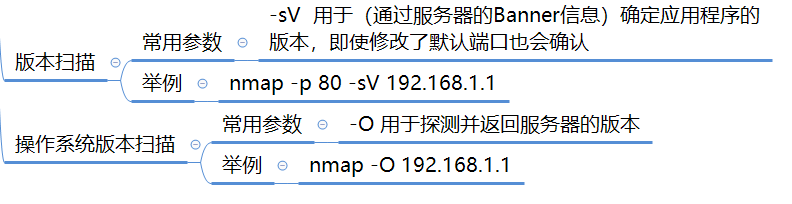 版本扫描
常用参数
-sV 用于（通过服务器的Banner信息）确定应用程序的
版本，即使修改了默认端口也会确认
举例
nmap -p 80 -sV 192.168.1.1
操作系统版本扫描
常用参数
-O 用于探测并返回服务器的版本
举例
nmap -O 192.168.1.1